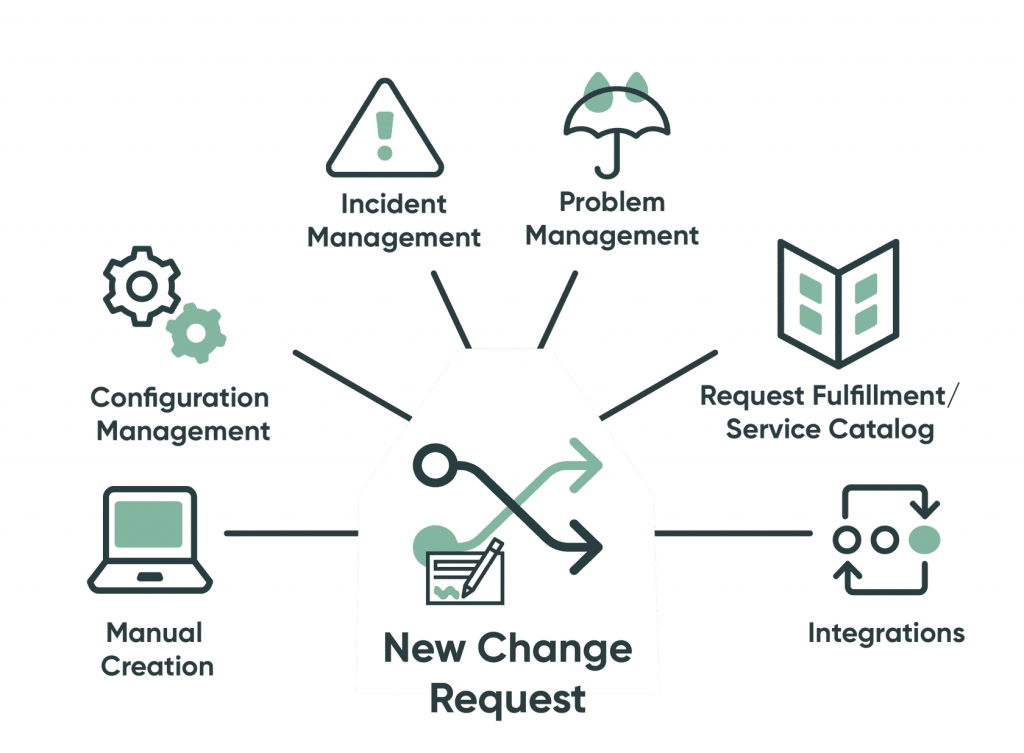 Incident
Management
Problem
Management
Configuration
Management
Request Fulfillment/
Service Catalog
Manual
Creation
Integrations
New Change
Request